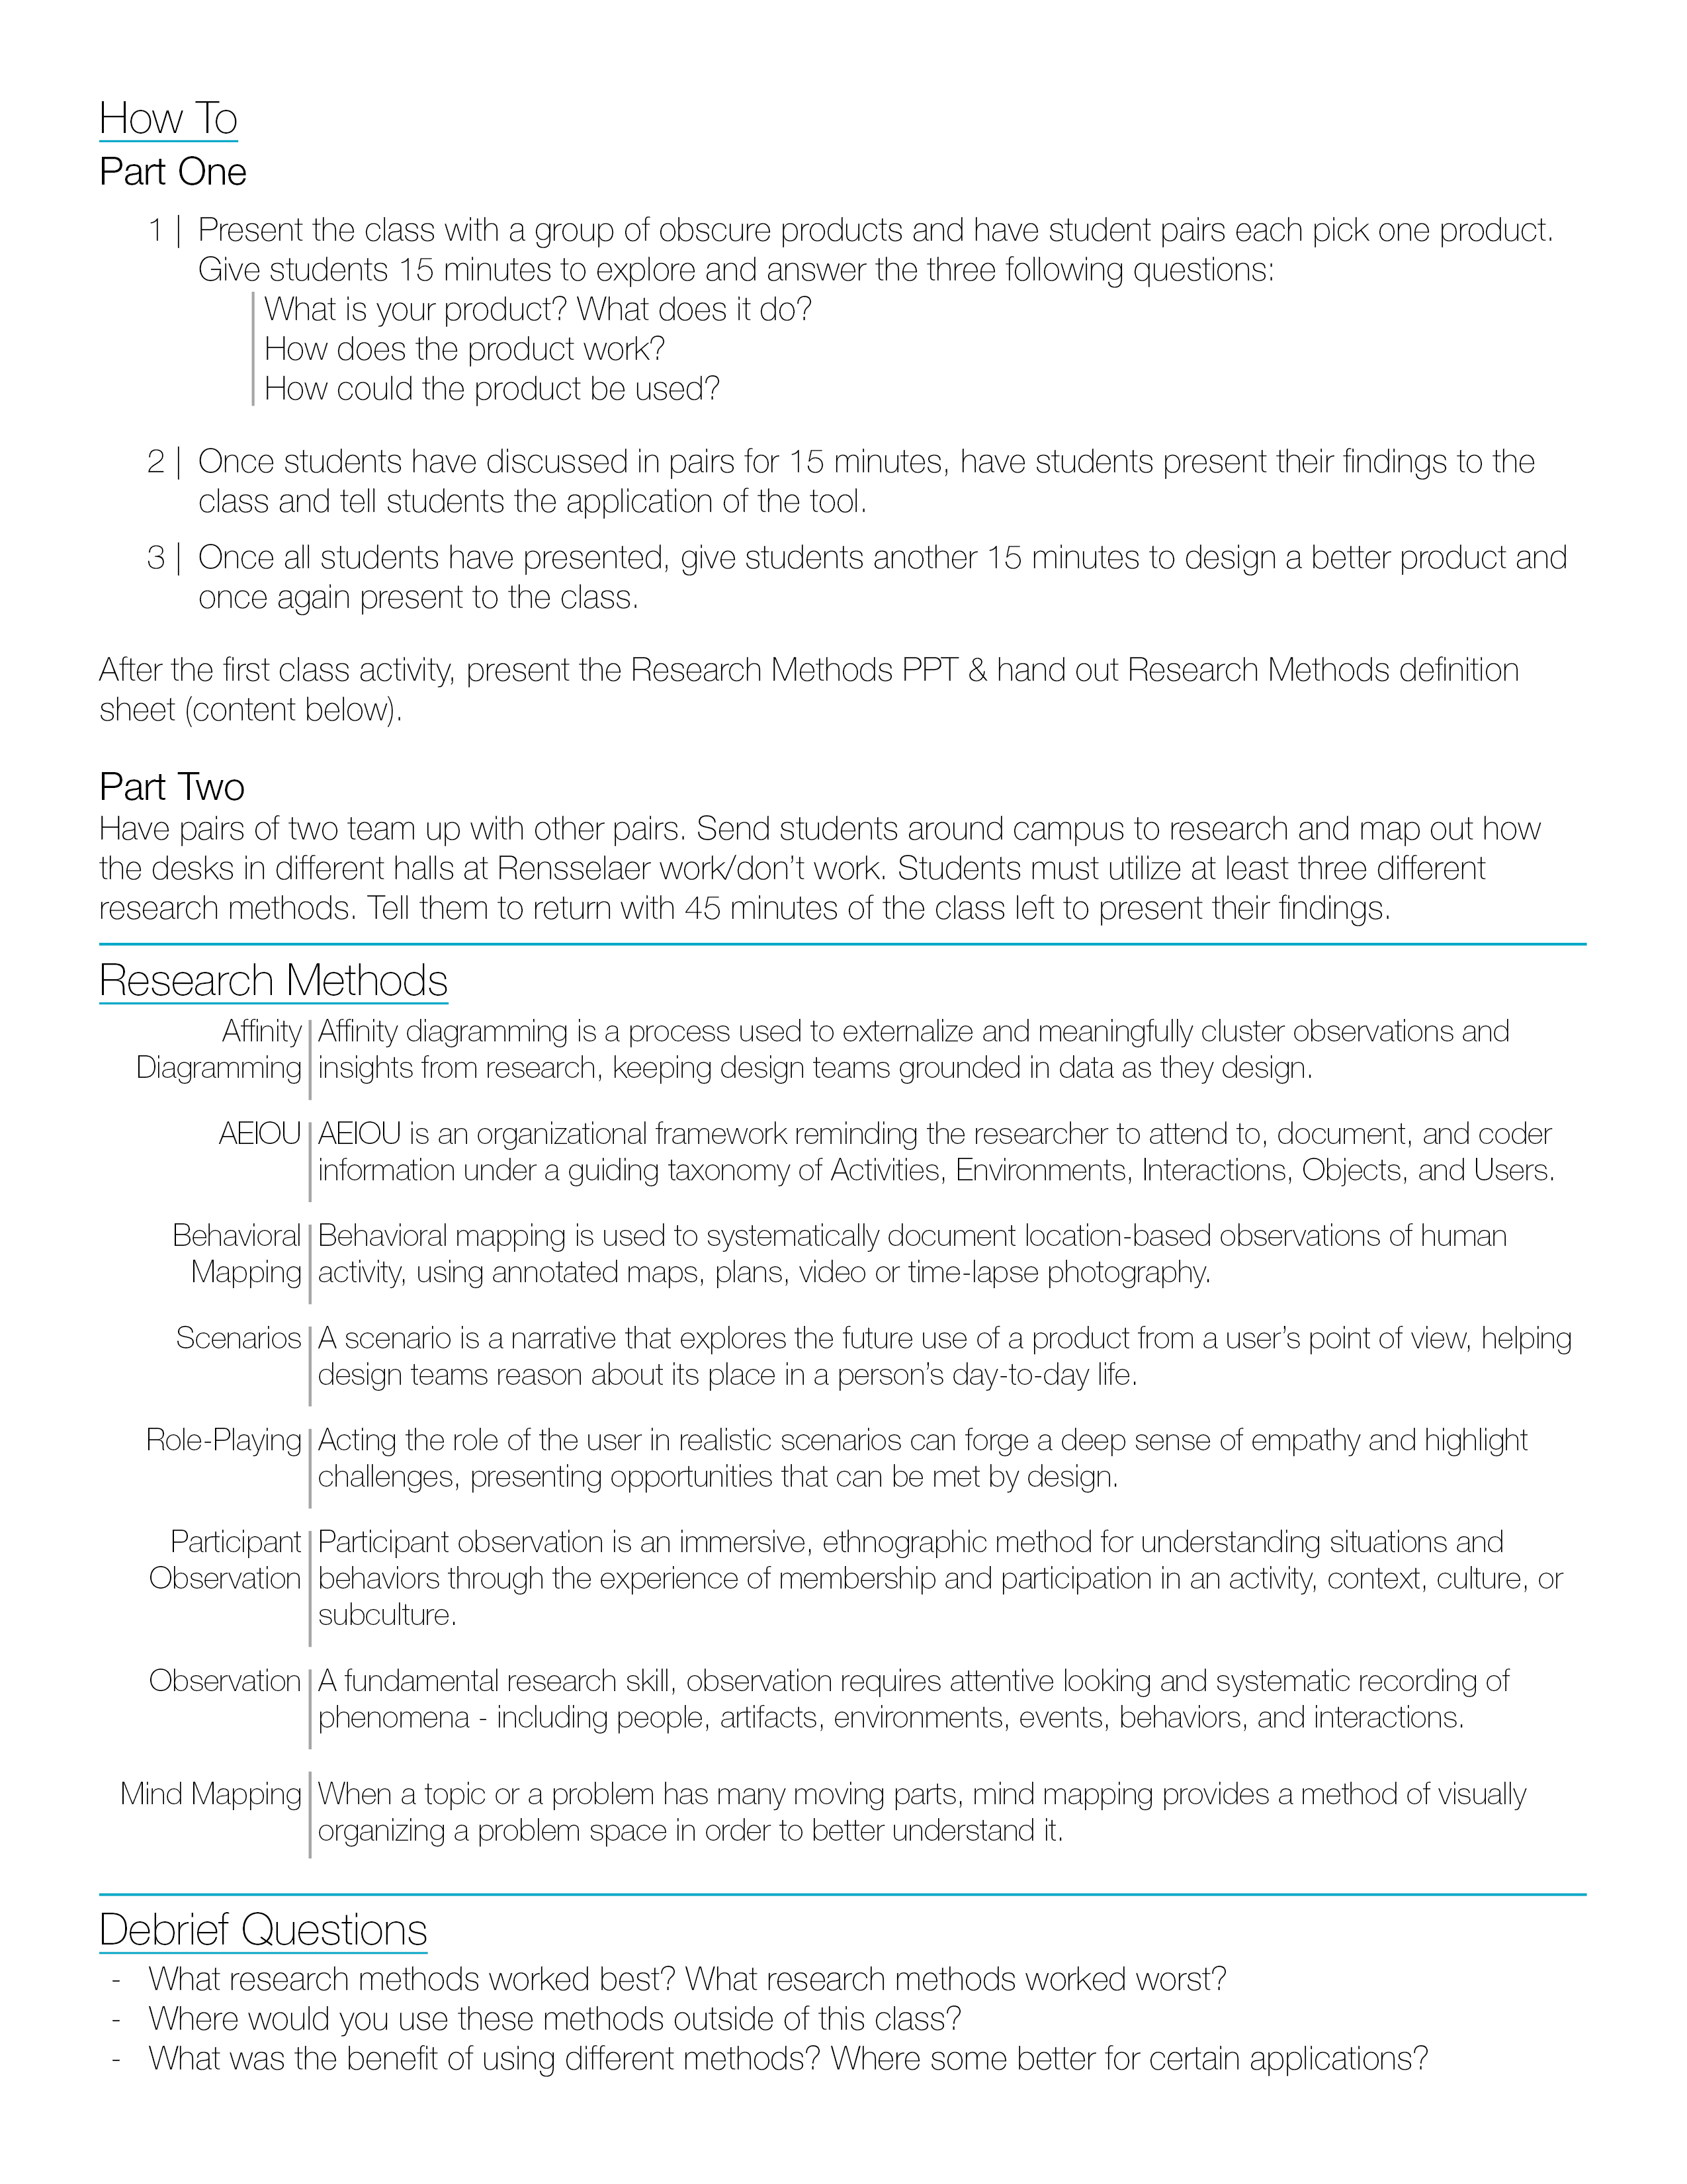 How To
Part One
1 | Present the class with a group of obscure products and have student pairs each pick one product.
Give students 15 minutes to explore and answer the three following questions:
What is your product? What does it do?
How does the product work?
How could the product be used?
2 | Once students have discussed in pairs for 15 minutes, have students present their findings to the
class and tell students the application of the tool.
3 | Once all students have presented, give students another 15 minutes to design a better product and
once again present to the class.
After the first class activity, present the Research Methods PPT & hand out Research Methods definition
sheet (content below).
Part Two
Have pairs of two team up with other pairs. Send students around campus to research and map out how
the desks in different halls at Rensselaer work/don't work. Students must utilize at least three different
research methods. Tell them to return with 45 minutes of the class left to present their findings.
Research Methods
Affinity | Affinity diagramming is a process used to externalize and meaningfully cluster observations and
Diagramming | insights from research, keeping design teams grounded in data as they design.
AEIOU | AEIOU is an organizational framework reminding the researcher to attend to, document, and coder
information under a guiding taxonomy of Activities, Environments, Interactions, Objects, and Users.
Behavioral | Behavioral mapping is used to systematically document location-based observations of human
Mapping | activity, using annotated maps, plans, video or time-lapse photography.
Scenarios | A scenario is a narrative that explores the future use of a product from a user's point of view, helping
design teams reason about its place in a person's day-to-day life.
Role-Playing | Acting the role of the user in realistic scenarios can forge a deep sense of empathy and highlight
challenges, presenting opportunities that can be met by design.
Participant | Participant observation is an immersive, ethnographic method for understanding situations and
Observation | behaviors through the experience of membership and participation in an activity, context, culture, or
subculture.
Observation | A fundamental research skill, observation requires attentive looking and systematic recording of
phenomena - including people, artifacts, environments, events, behaviors, and interactions.
Mind Mapping | When a topic or a problem has many moving parts, mind mapping provides a method of visually
organizing a problem space in order to better understand it.
Debrief Questions
- What research methods worked best? What research methods worked worst?
- Where would you use these methods outside of this class?
- What was the benefit of using different methods? Where some better for certain applications?